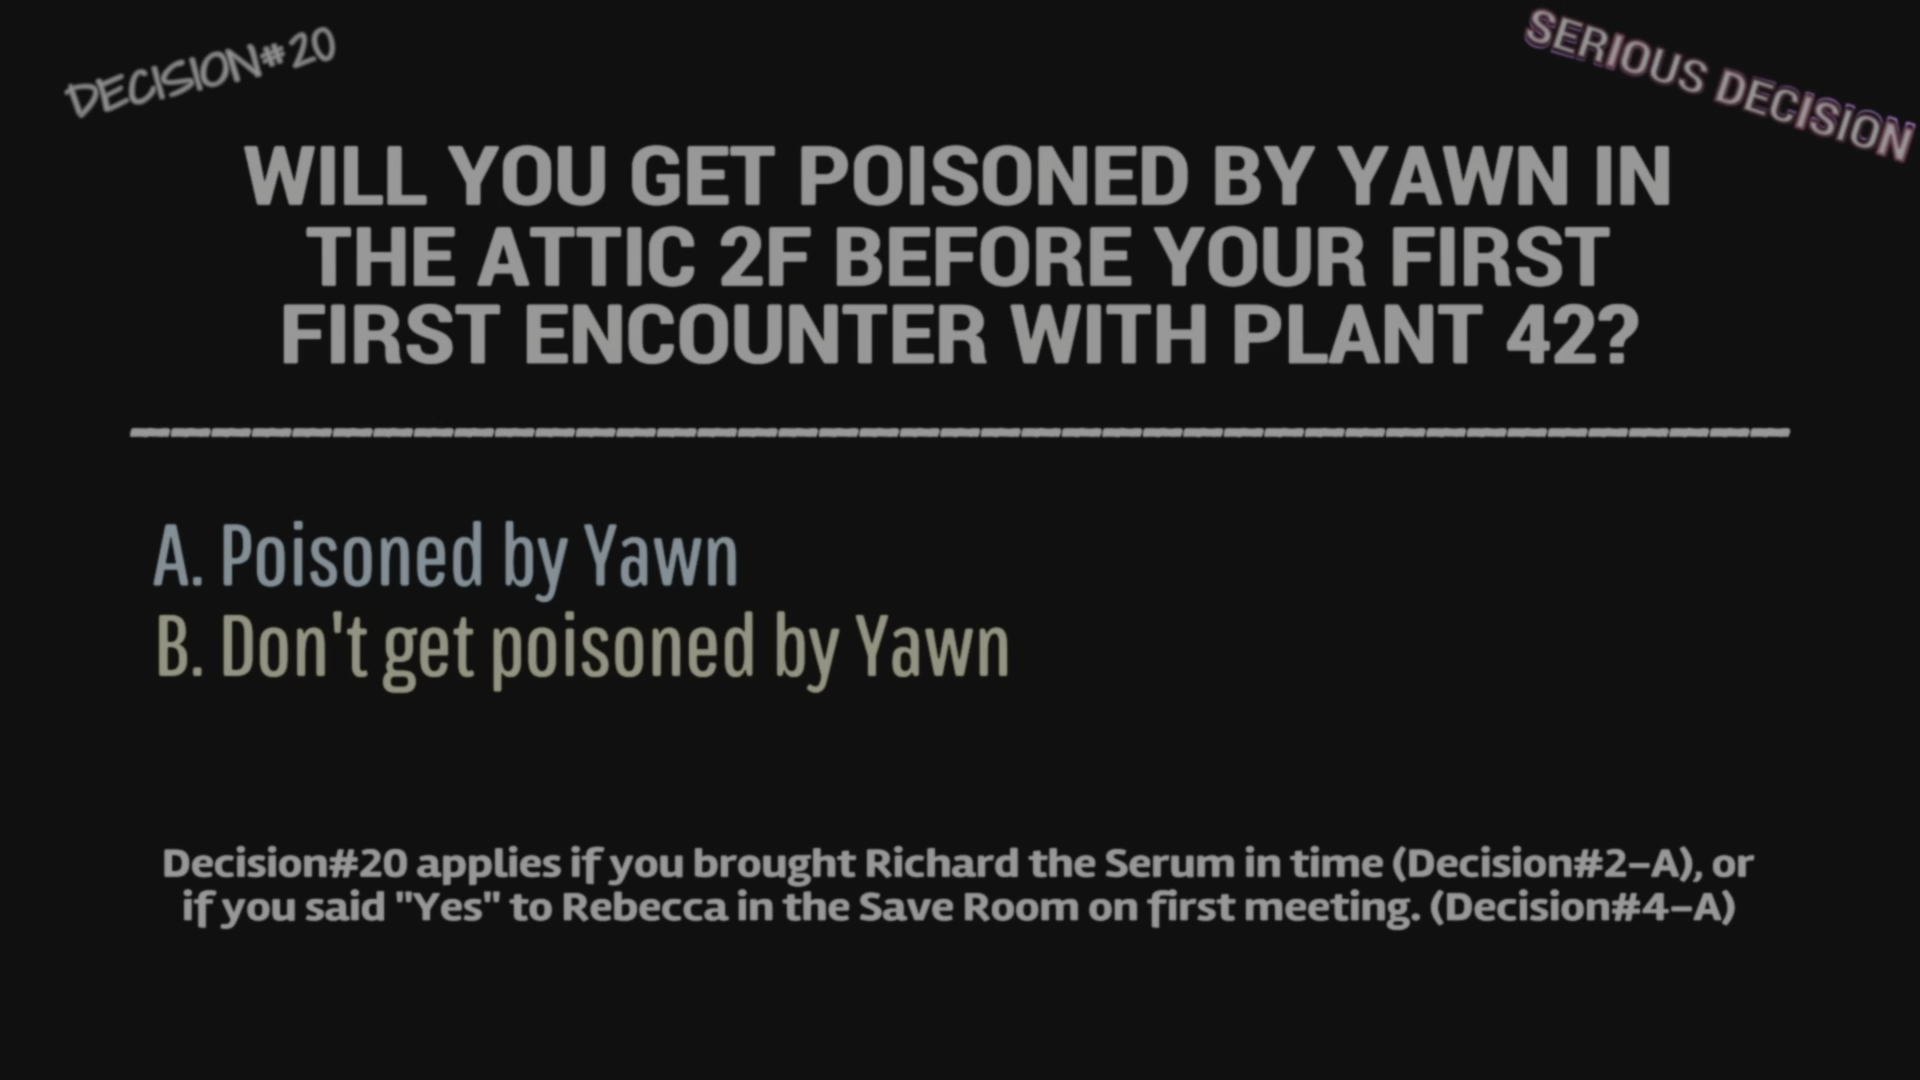 DECISION#20
SERIOUS DECISION
WILL YOU GET POISONED BY YAWN IN
THE ATTIC 2F BEFORE YOUR FIRST
FIRST ENCOUNTER WITH PLANT 42?
A. Poisoned by Yawn
B. Don't get poisoned by Yawn
Decision#20 applies if you brought Richard the Serum in time (Decision#2-A), or
if you said "Yes" to Rebecca in the Save Room on first meeting. (Decision#4-A)